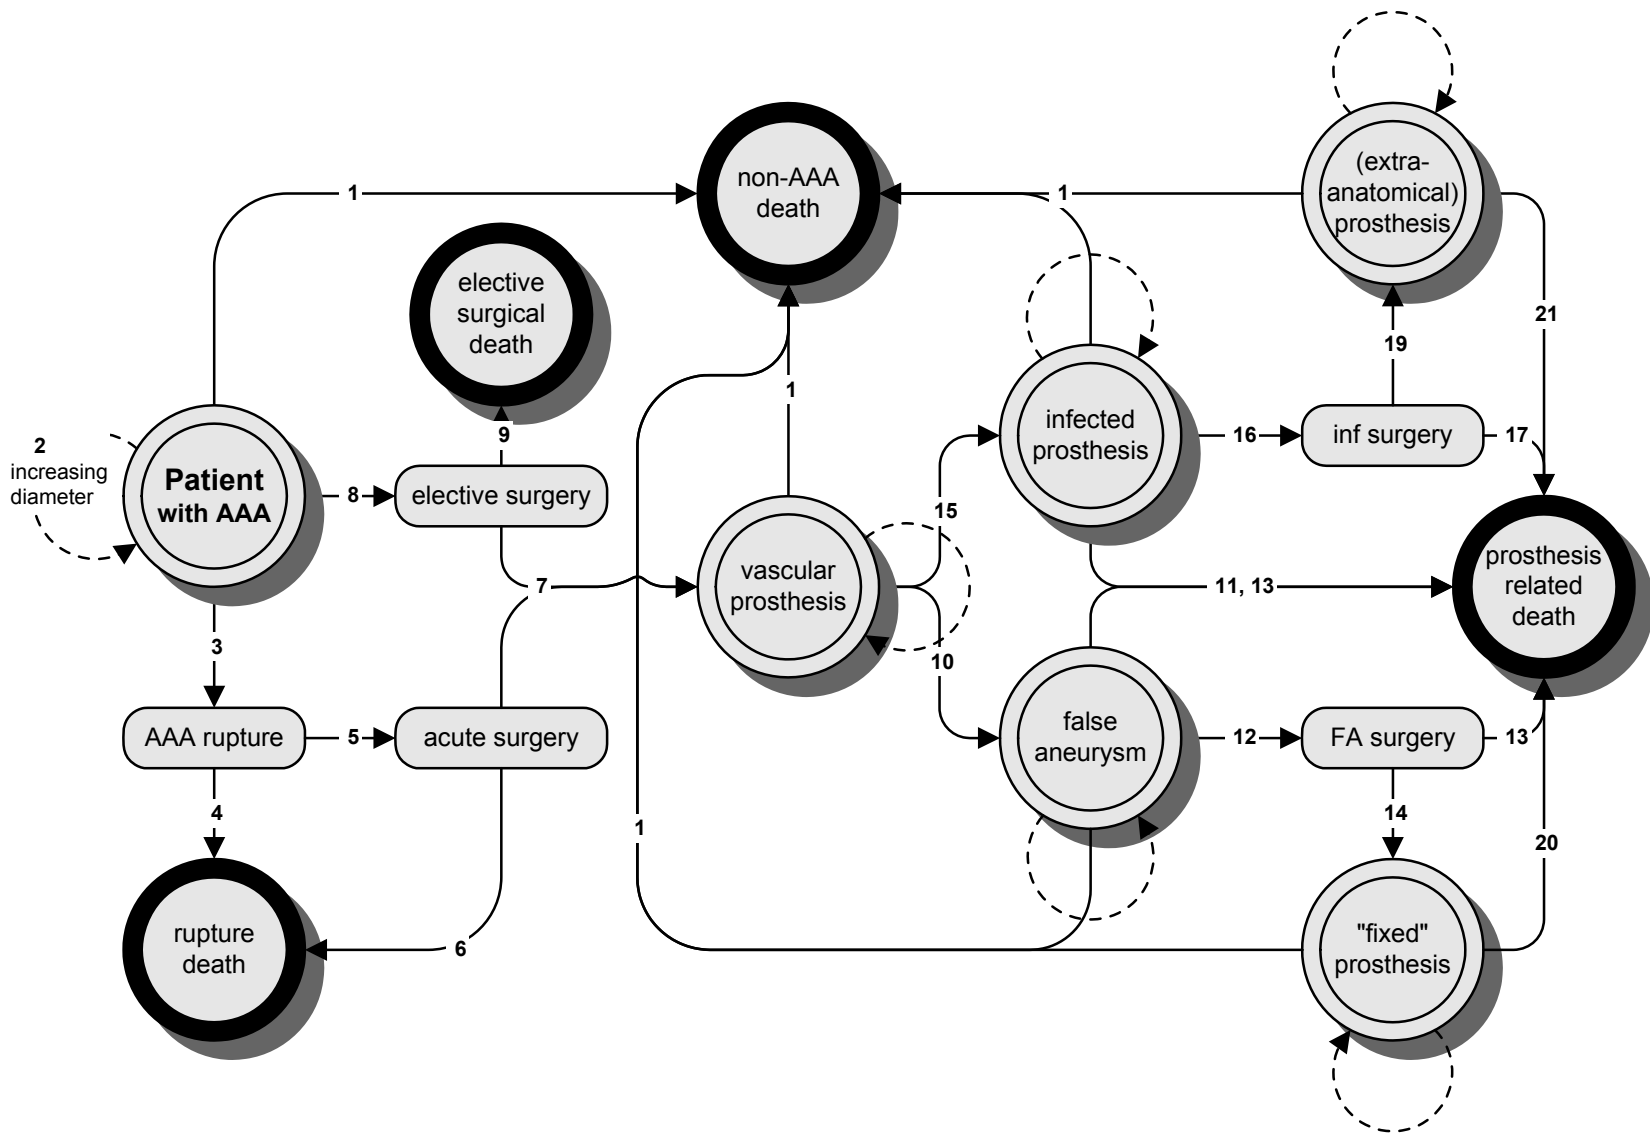 1
non-AAA
death
1
(extra-
anatomical)
prosthesis
elective
surgical
death
21
19
1
9
infected
prosthesis
16
inf surgery
17
2
increasing
diameter
Patient
with AAA
8
elective surgery
15
vascular
prosthesis
7
11, 13
prosthesis
related
death
3
10
AAA rupture
5
acute surgery
false
aneurysm
12
FA surgery
13
4
1
14
20
rupture
death
6
"fixed"
prosthesis